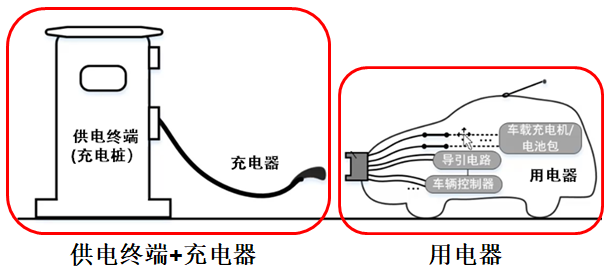 供电终端
(充电桩)
充电器
车载充电机/
电池包
导引电路
车辆控制器
...
用电器
供电终端+充电器
用电器